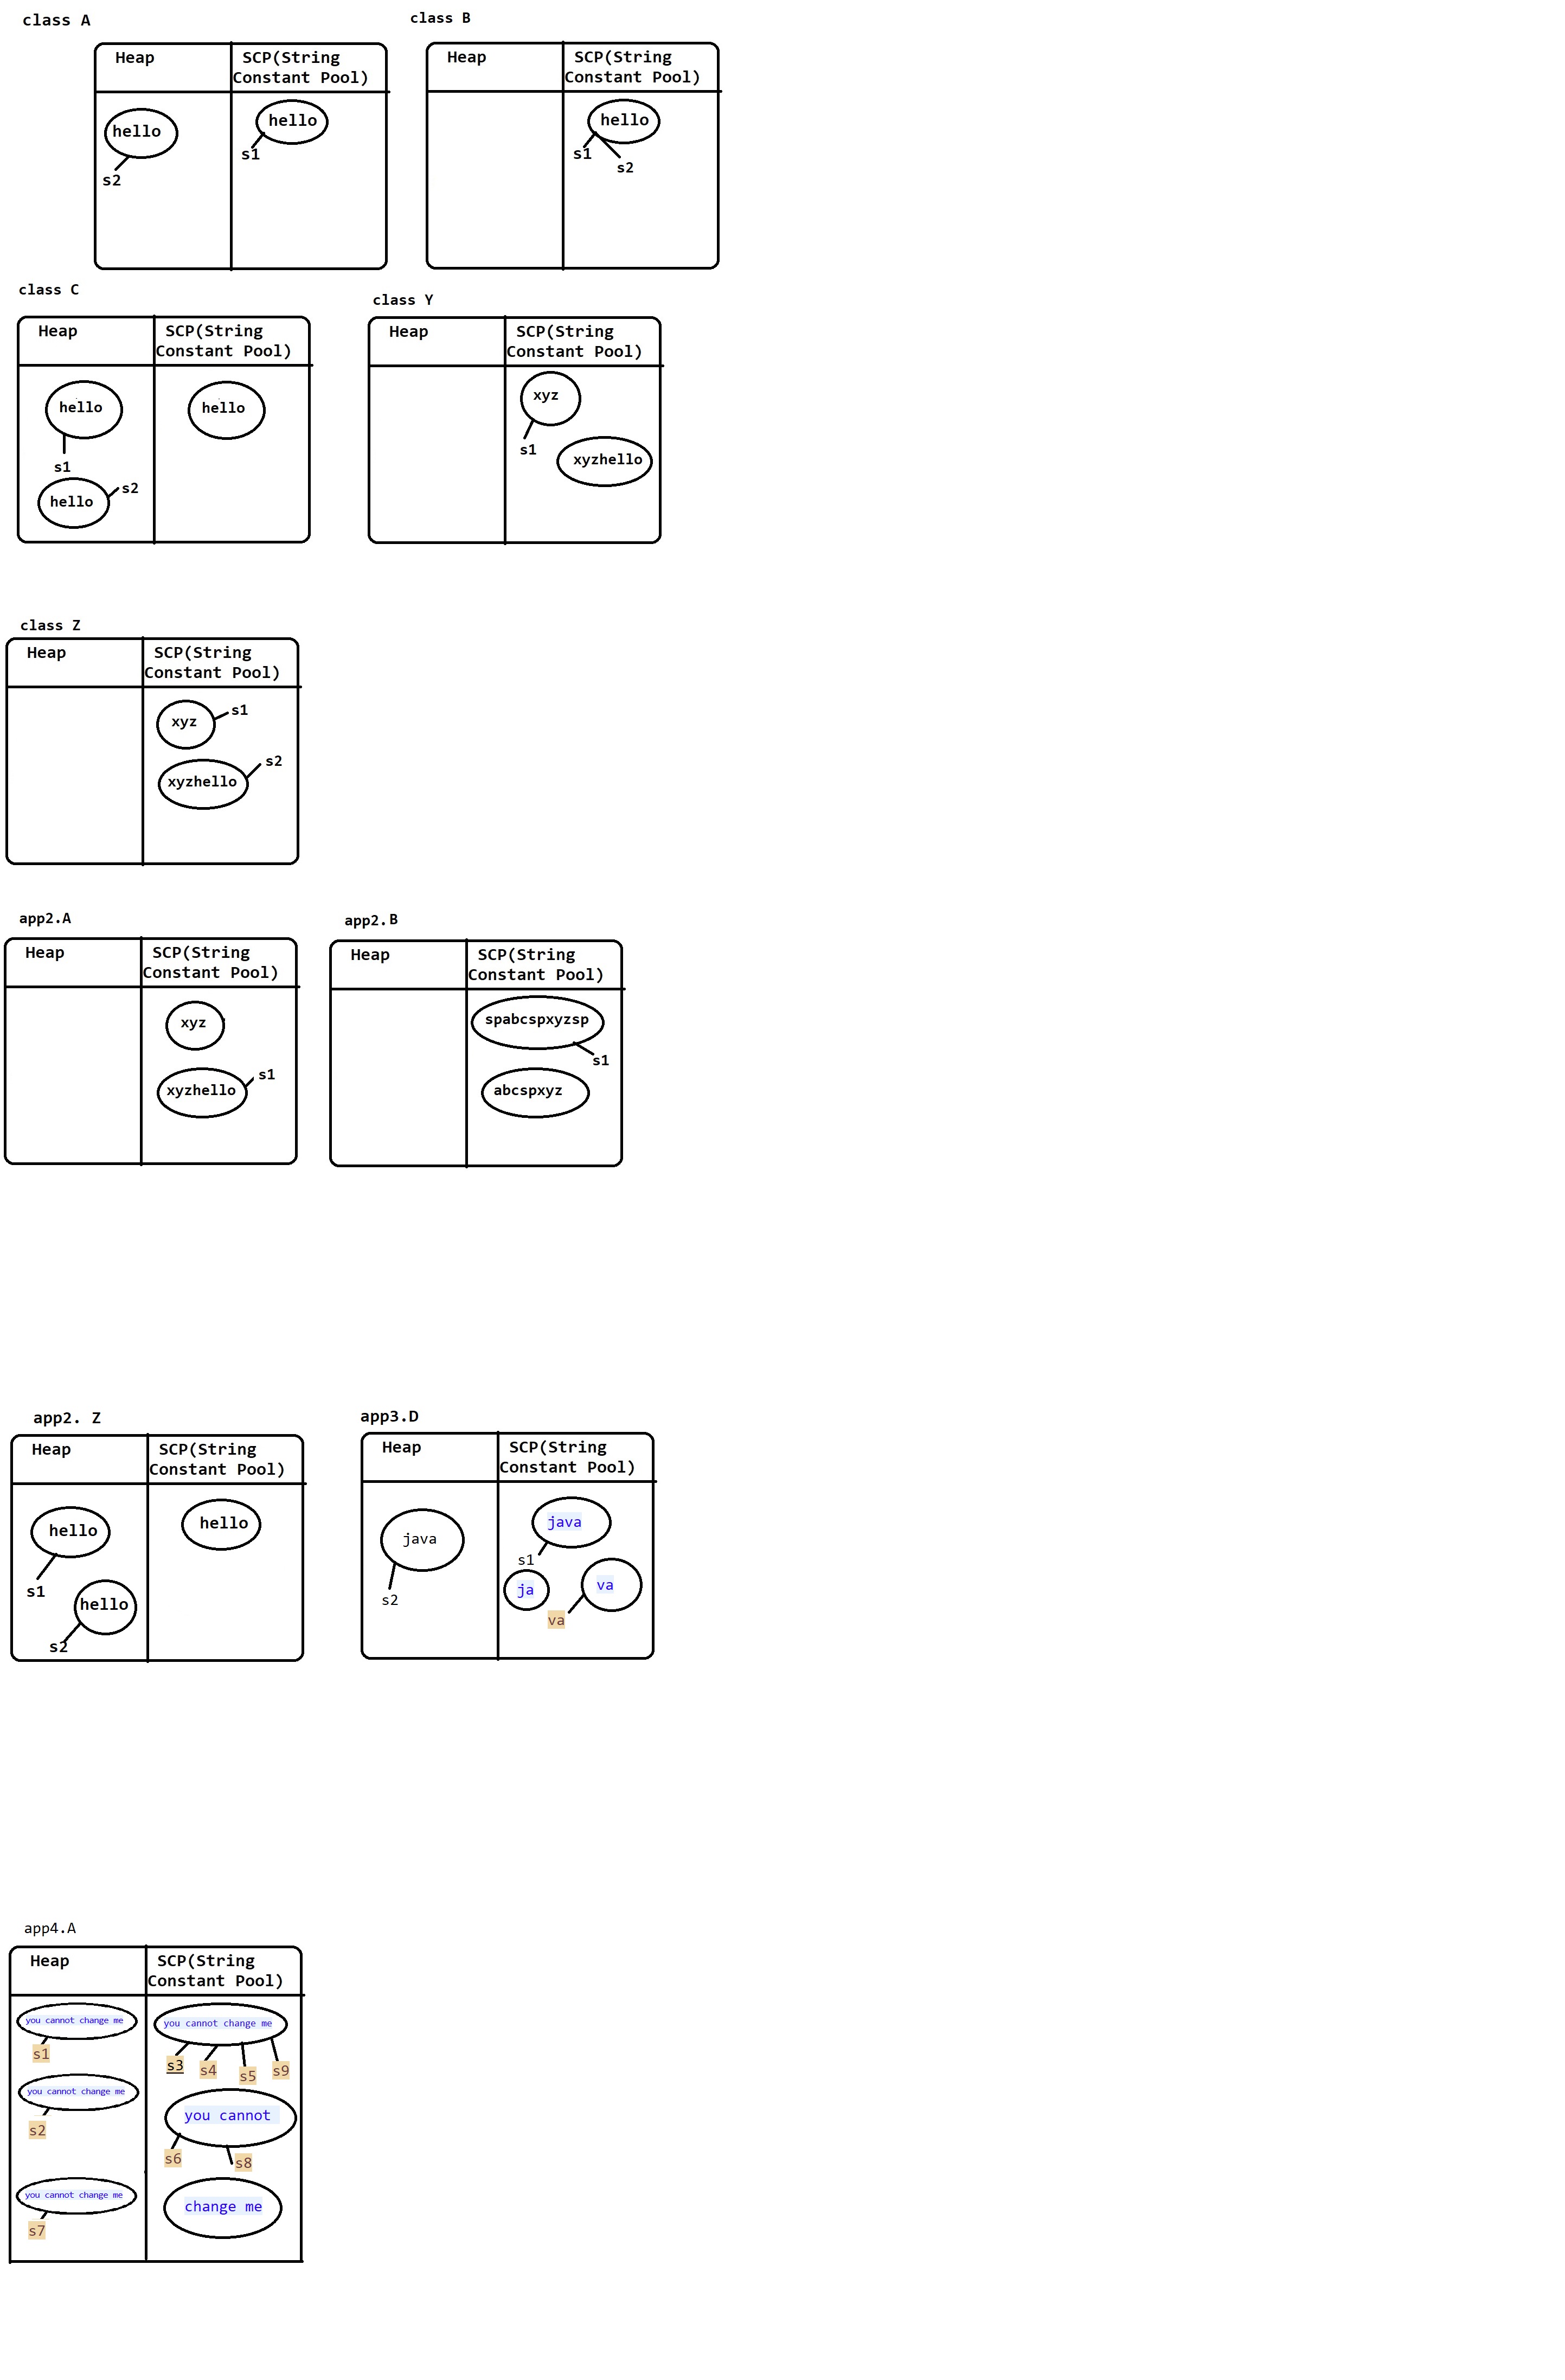 class A
Heap
SCP(String
Constant Pool)
hello
s2
hello
s1
class B
Heap
SCP(String
Constant Pool)
hello
s1
s2
class C
Heap
SCP(String
Constant Pool)
hello
s1
hello
s2
hello
class Y
Heap
SCP(String
Constant Pool)
xyz
s1
xyzhello
class Z
Heap
SCP(String
Constant Pool)
xyz
s1
xyzhello
s2
app2.A
Heap
SCP(String
Constant Pool)
xyz
xyzhello
s1
app2.B
Heap
SCP(String
Constant Pool)
spabcspxyzsp
s1
abcspxyz
app2. Z
Heap
SCP(String
Constant Pool)
hello
s1
hello
s2
hello
app3.D
Heap
SCP(String
Constant Pool)
java
s2
java
s1
ja
va
va
app4.A
Heap
SCP(String
Constant Pool)
you cannot change me
s1
you cannot change me
s2
you cannot change me
s7
you cannot change me
s3 s4 s5 s9
you cannot
s6
s8
change me